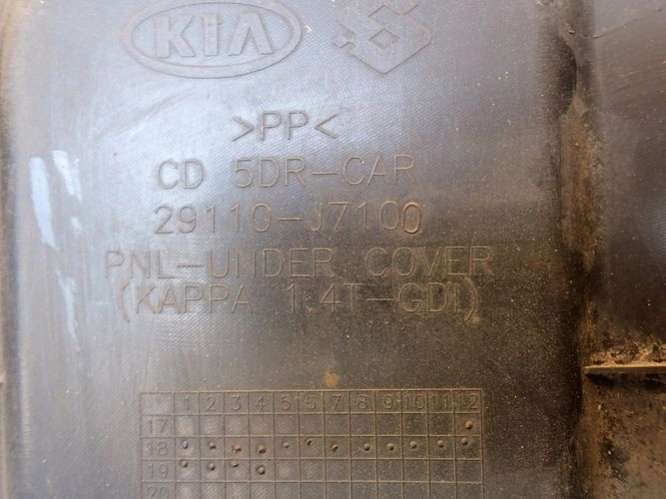 KIA
>PP<
CD 5DR-CAR
29110-J7100
PNL-UNDER COVER
(KAPPA 1.4T-GDI)
1 2 3 4 5 6 7 8 9 10 11 12
17
18
19
20